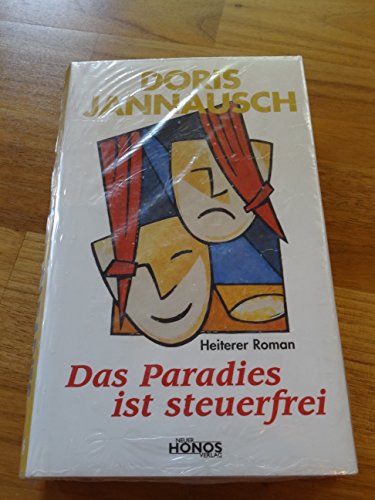 DORIS
JANNAUSCH
Heiterer Roman
Das Paradies
ist steuerfrei
NEUER
HONOS
VERLAG